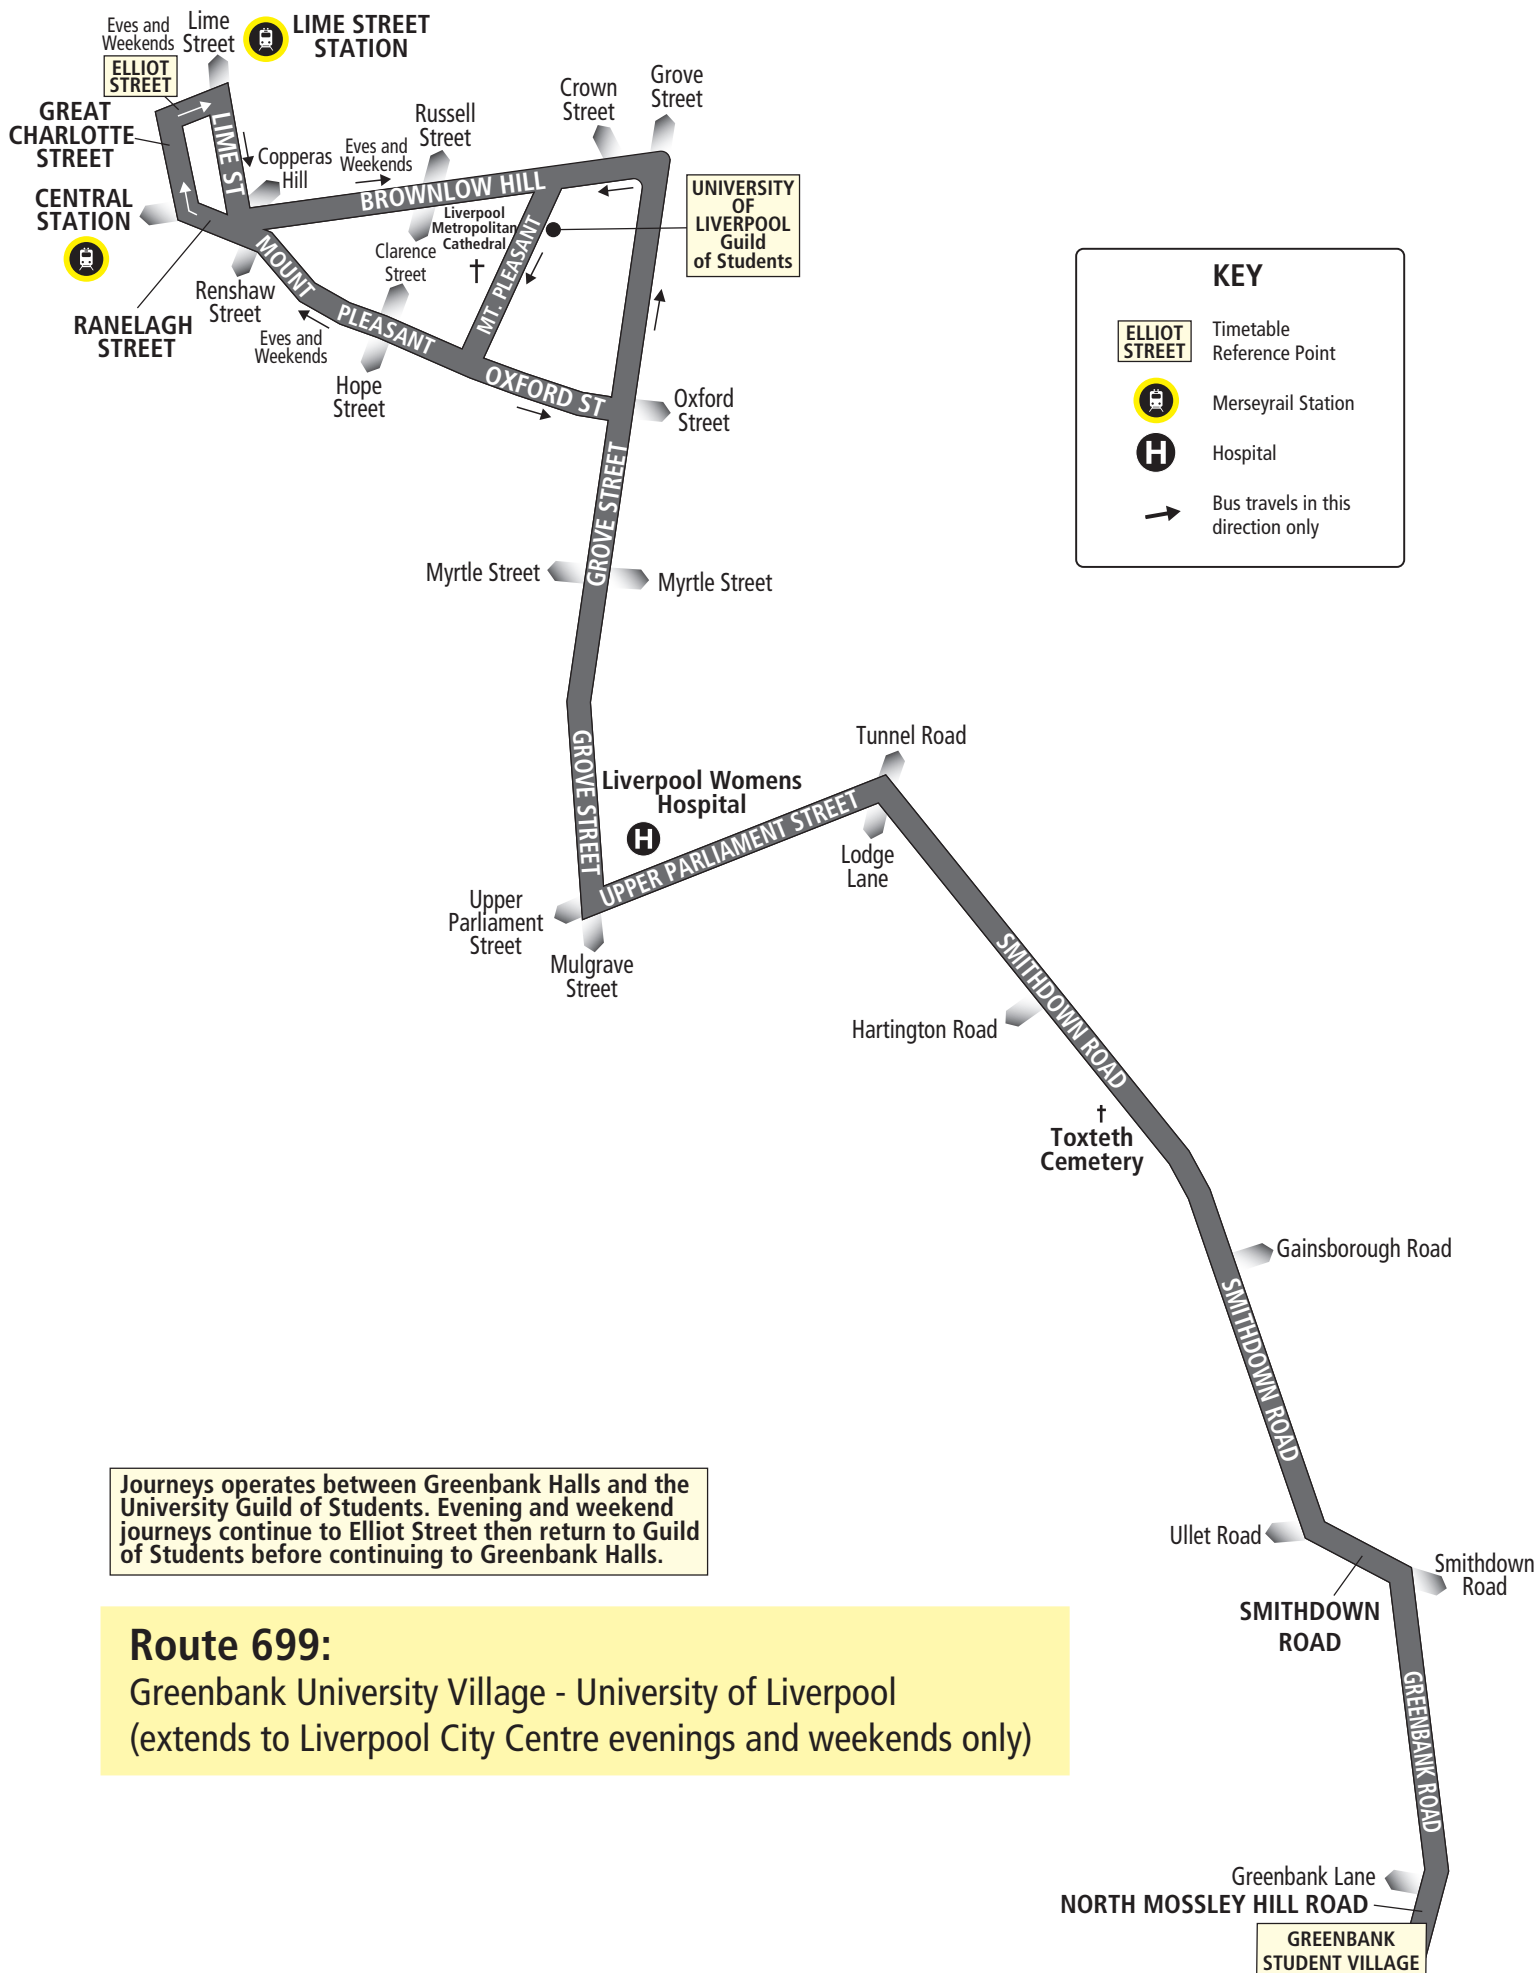 Eves and
Weekends
Lime
Street
LIME STREET
STATION
ELLIOT
STREET
GREAT
CHARLOTTE
STREET
LIME ST
Copperas
Hill
Eves and
Weekends
Russell
Street
Crown
Street
Grove
Street
CENTRAL
STATION
BROWNLOW HILL
Liverpool
Metropolitan
Cathedral
MT. PLEASANT
UNIVERSITY
OF
LIVERPOOL
Guild
of Students
Clarence
Street
MOUNT
PLEASANT
Renshaw
Street
RANELAGH
STREET
Eves and
Weekends
Hope
Street
OXFORD ST
Oxford
Street
KEY
ELLIOT
STREET
Timetable
Reference Point
Merseyrail Station
H
Hospital
Bus travels in this
direction only
GROVE STREET
Myrtle Street
Myrtle Street
GROVE STREET
Liverpool Womens
Hospital
H
UPPER PARLIAMENT STREET
Tunnel Road
Lodge
Lane
Upper
Parliament
Street
Mulgrave
Street
SMITHDOWN ROAD
Hartington Road
Toxteth
Cemetery
Gainsborough Road
SMITHDOWN ROAD
Ullet Road
Smithdown
Road
SMITHDOWN
ROAD
GREENBANK ROAD
Journeys operates between Greenbank Halls and the
University Guild of Students. Evening and weekend
journeys continue to Elliot Street then return to Guild
of Students before continuing to Greenbank Halls.
Route 699:
Greenbank University Village - University of Liverpool
(extends to Liverpool City Centre evenings and weekends only)
Greenbank Lane
NORTH MOSSLEY HILL ROAD
GREENBANK
STUDENT VILLAGE